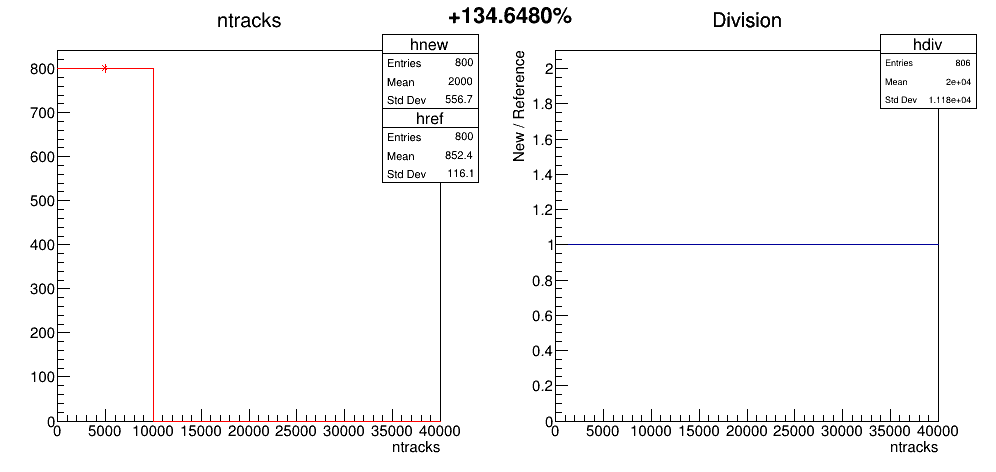 +134.6480%
ntracks
hnew
Entries 800
Mean 2000
Std Dev 556.7
href
Entries 800
Mean 852.4
Std Dev 116.1
800
700
600
500
400
300
200
100
0
0 5000 10000 15000 20000 25000 30000 35000 40000
ntracks
Division
hdiv
Entries 806
Mean 2e+04
Std Dev 1.118e+04
New / Reference
2
1.8
1.6
1.4
1.2
1
0.8
0.6
0.4
0.2
0
0 5000 10000 15000 20000 25000 30000 35000 40000
ntracks